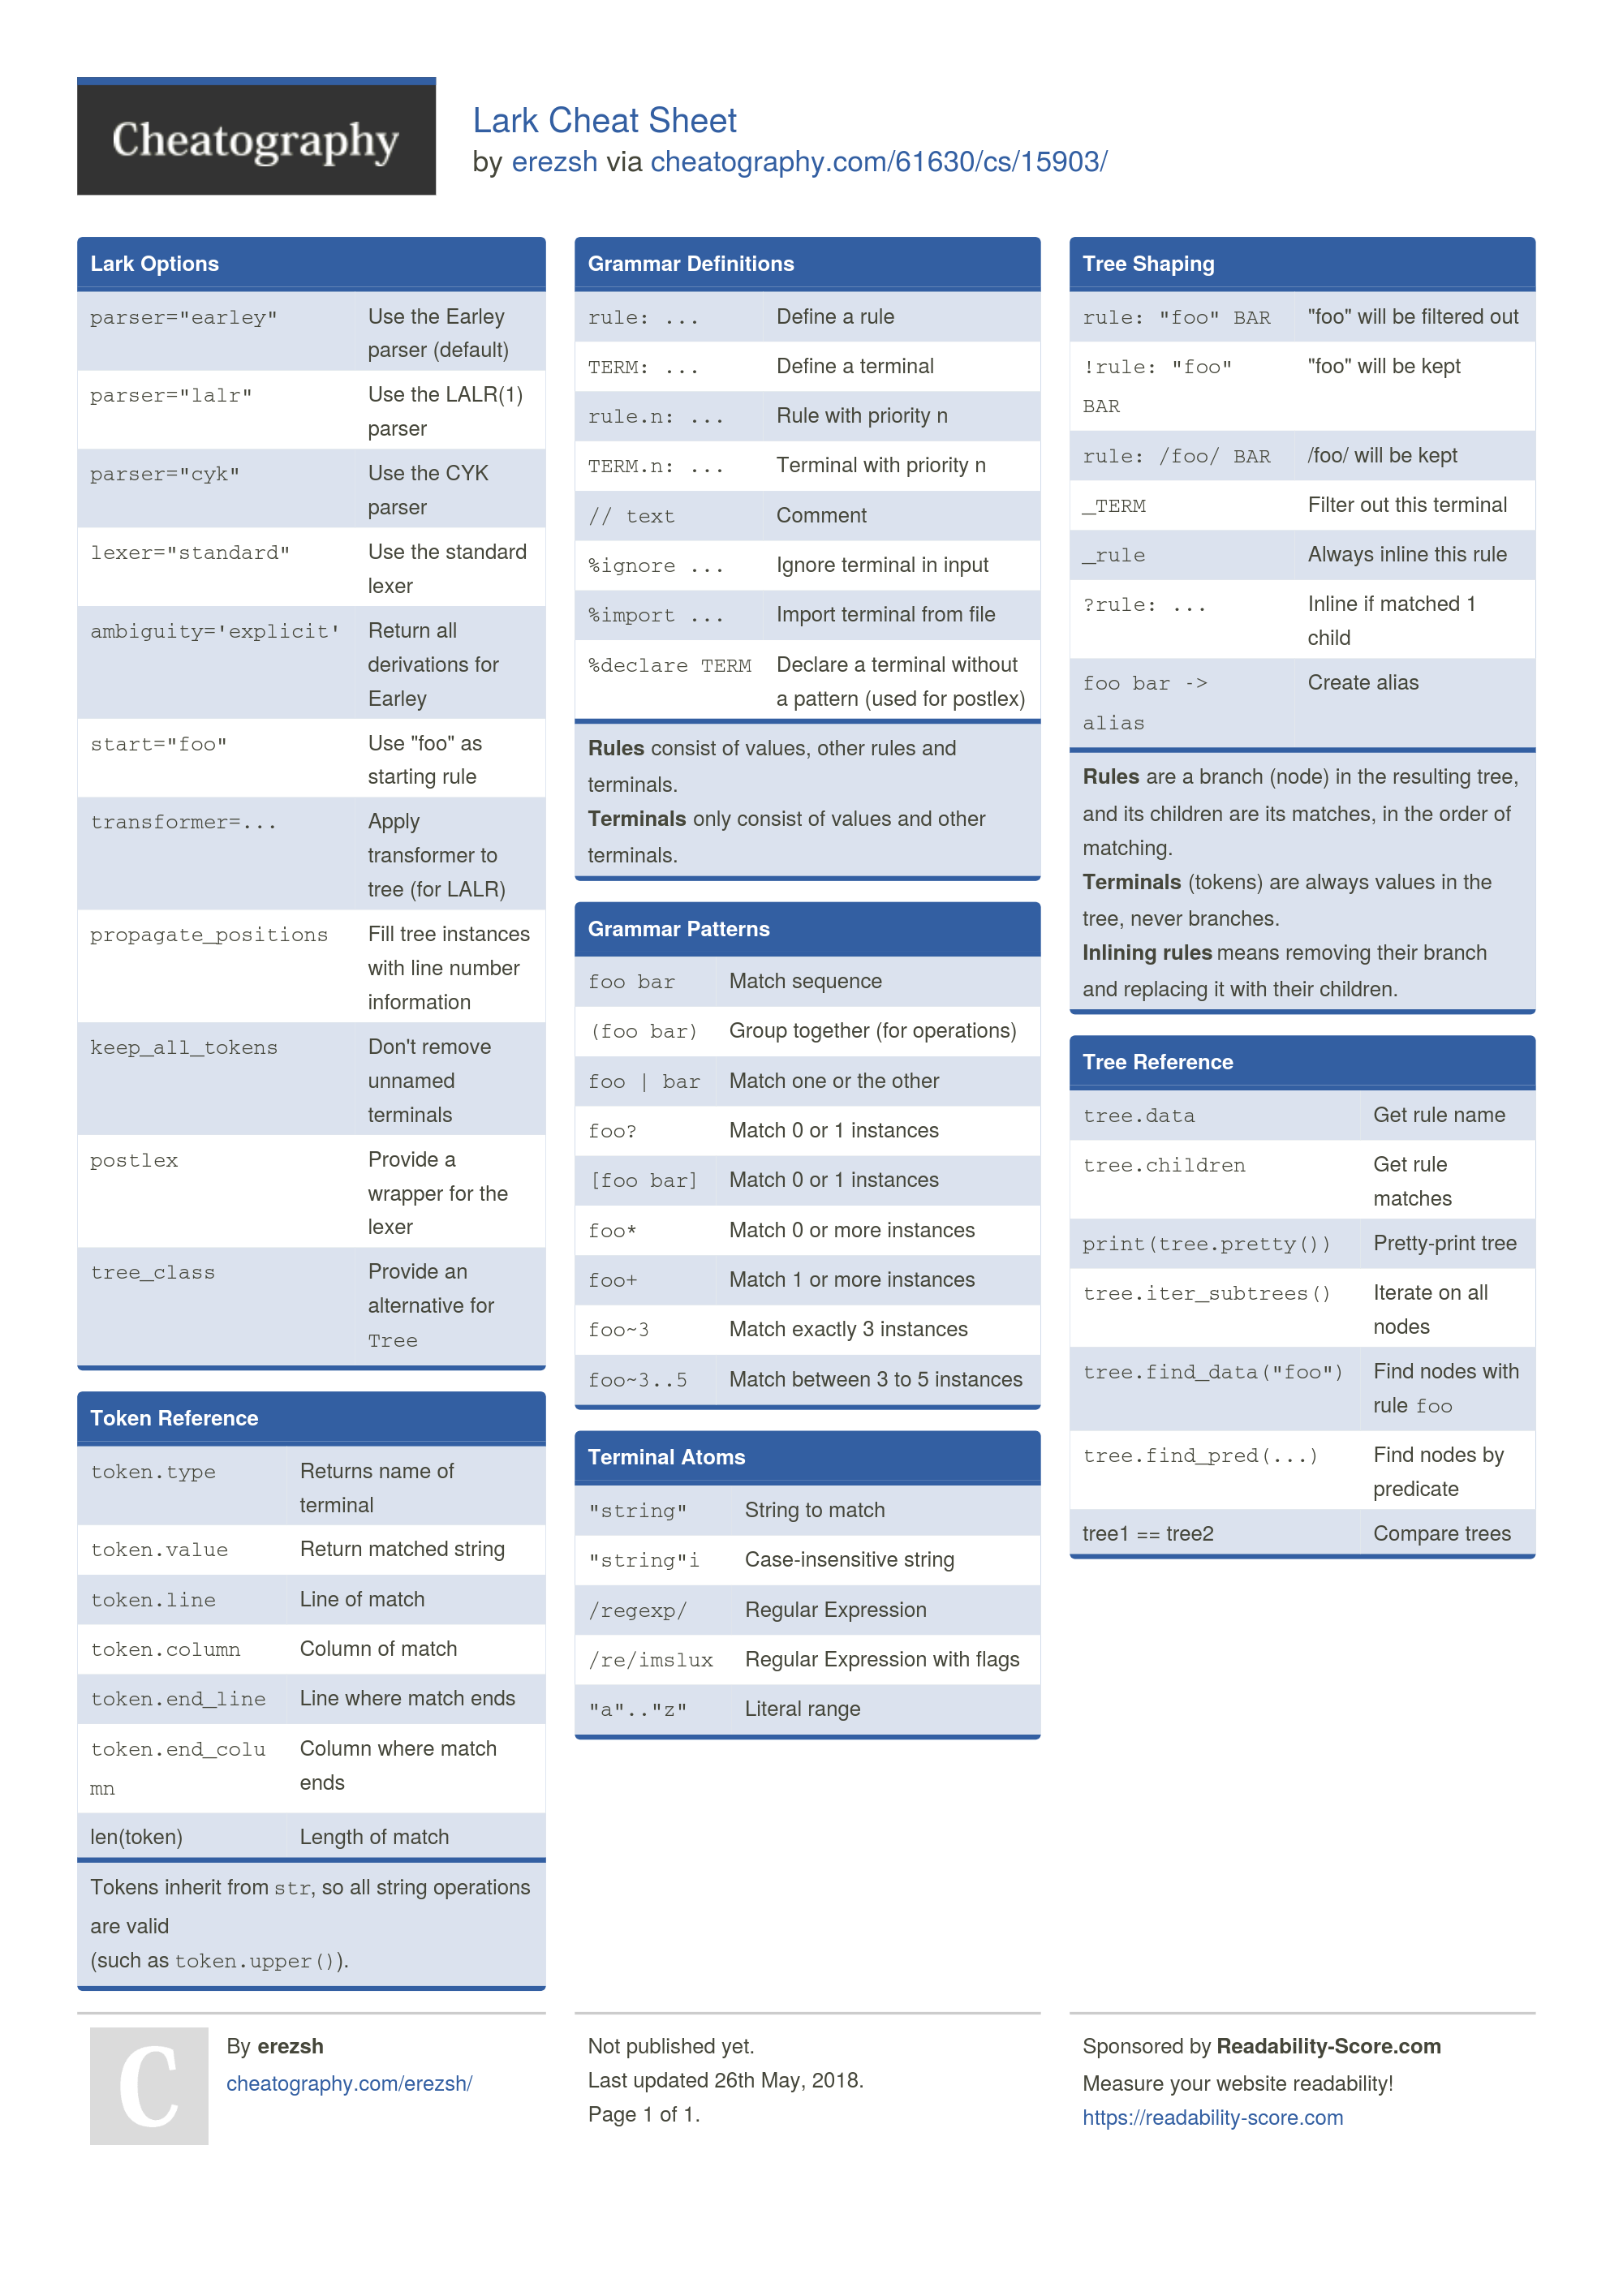 Cheatography
Lark Cheat Sheet
by erezsh via cheatography.com/61630/cs/15903/
Lark Options
parser="earley" Use the Earley
parser (default)
parser="lalr" Use the LALR(1)
parser
parser="cyk" Use the CYK
parser
lexer="standard" Use the standard
lexer
ambiguity='explicit' Return all
derivations for
Earley
start="foo" Use "foo" as
starting rule
transformer=... Apply
transformer to
tree (for LALR)
propagate_positions Fill tree instances
with line number
information
keep_all_tokens Don't remove
unnamed
terminals
postlex Provide a
wrapper for the
lexer
tree_class Provide an
alternative for
Tree
Token Reference
token.type Returns name of
terminal
token.value Return matched string
token.line Line of match
token.column Column of match
token.end_line Line where match ends
token.end_colu Column where match
mn ends
len(token) Length of match
Tokens inherit from str, so all string operations
are valid
(such as token.upper()).
Grammar Definitions
rule: ... Define a rule
TERM: ... Define a terminal
rule.n: ... Rule with priority n
TERM.n: ... Terminal with priority n
// text Comment
%ignore ... Ignore terminal in input
%import ... Import terminal from file
%declare TERM Declare a terminal without
a pattern (used for postlex)
Rules consist of values, other rules and
terminals.
Terminals only consist of values and other
terminals.
Grammar Patterns
foo bar Match sequence
(foo bar) Group together (for operations)
foo | bar Match one or the other
foo? Match 0 or 1 instances
[foo bar] Match 0 or 1 instances
foo* Match 0 or more instances
foo+ Match 1 or more instances
foo~3 Match exactly 3 instances
foo~3..5 Match between 3 to 5 instances
Terminal Atoms
"string" String to match
"string"i Case-insensitive string
/regexp/ Regular Expression
/re/imslux Regular Expression with flags
"a".."z" Literal range
Tree Shaping
rule: "foo" BAR "foo" will be filtered out
!rule: "foo" "foo" will be kept
BAR
rule: /foo/ BAR /foo/ will be kept
_TERM Filter out this terminal
_rule Always inline this rule
?rule: ... Inline if matched 1
child
foo bar -> Create alias
alias
Rules are a branch (node) in the resulting tree,
and its children are its matches, in the order of
matching.
Terminals (tokens) are always values in the
tree, never branches.
Inlining rules means removing their branch
and replacing it with their children.
Tree Reference
tree.data Get rule name
tree.children Get rule
matches
print(tree.pretty()) Pretty-print tree
tree.iter_subtrees() Iterate on all
nodes
tree.find_data("foo") Find nodes with
rule foo
tree.find_pred(...) Find nodes by
predicate
tree1 == tree2 Compare trees
C
By erezsh
cheatography.com/erezsh/
Not published yet.
Last updated 26th May, 2018.
Page 1 of 1.
Sponsored by Readability-Score.com
Measure your website readability!
https://readability-score.com